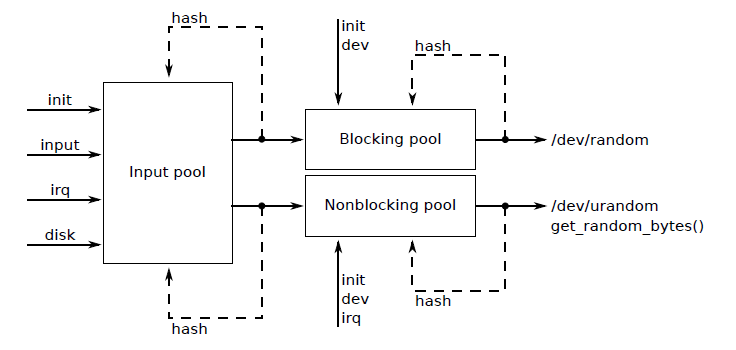 hash
init
dev
hash
init
input
irq
disk
Input pool
Blocking pool
/dev/random
Nonblocking pool
/dev/urandom
get_random_bytes()
init
dev
irq
hash
hash